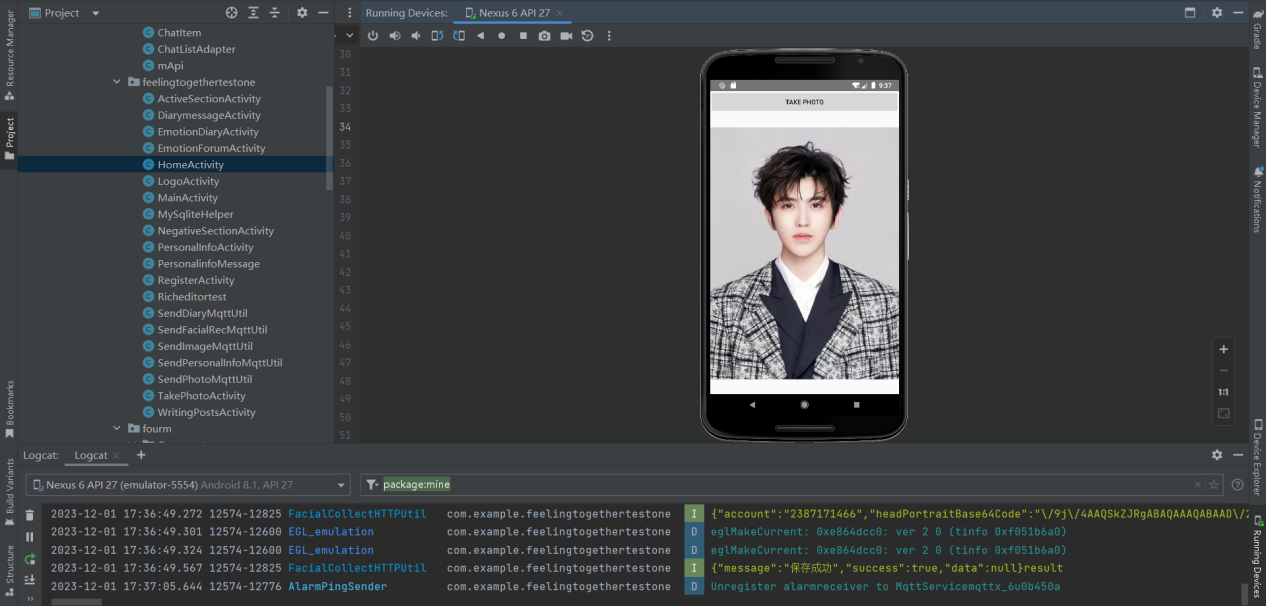 Project
Running Devices:
Nexus 6 API 27
Resource Manager
Project
Bookmarks
Build Variants
Structure
ChatItem
ChatListAdapter
mApi
feelingtogethertestone
ActiveSectionActivity
DiarymessageActivity
EmotionDiaryActivity
EmotionForumActivity
HomeActivity
LogoActivity
MainActivity
MySqliteHelper
NegativeSectionActivity
PersonalInfoActivity
PersonalinfoMessage
RegisterActivity
Richeditortest
SendDiaryMqttUtil
SendFacialRecMqttUtil
SendImageMqttUtil
SendPersonalInfoMqttUtil
SendPhotoMqttUtil
TakePhotoActivity
WritingPostsActivity
fourm
30
31
32
33
34
35
36
37
38
39
40
41
42
43
44
45
46
47
48
49
50
51
9:37
TAKE PHOTO
1:1
Gradle
Device Manager
Notifications
Device Explorer
Running Devices
Logcat:
Logcat
Nexus 6 API 27 (emulator-5554) Android 8.1, API 27
package:mine
2023-12-01 17:36:49.272 12574-12825 FacialCollectHTTPUtil com.example.feelingtogethertestone I {"account":"2387171466","headPortraitBase64Code":"\/9j\/4AAQSkZJRgABAQAAAQABAAD\/
2023-12-01 17:36:49.301 12574-12600 EGL_emulation com.example.feelingtogethertestone D eglMakeCurrent: 0xe864dcc0: ver 2 0 (tinfo 0xf051b6a0)
2023-12-01 17:36:49.324 12574-12600 EGL_emulation com.example.feelingtogethertestone D eglMakeCurrent: 0xe864dcc0: ver 2 0 (tinfo 0xf051b6a0)
2023-12-01 17:36:49.567 12574-12825 FacialCollectHTTPUtil com.example.feelingtogethertestone I {"message":"保存成功","success":true,"data":null}result
2023-12-01 17:37:05.644 12574-12776 AlarmPingSender com.example.feelingtogethertestone D Unregister alarmreceiver to MqttServicemqttx_6u0b450a